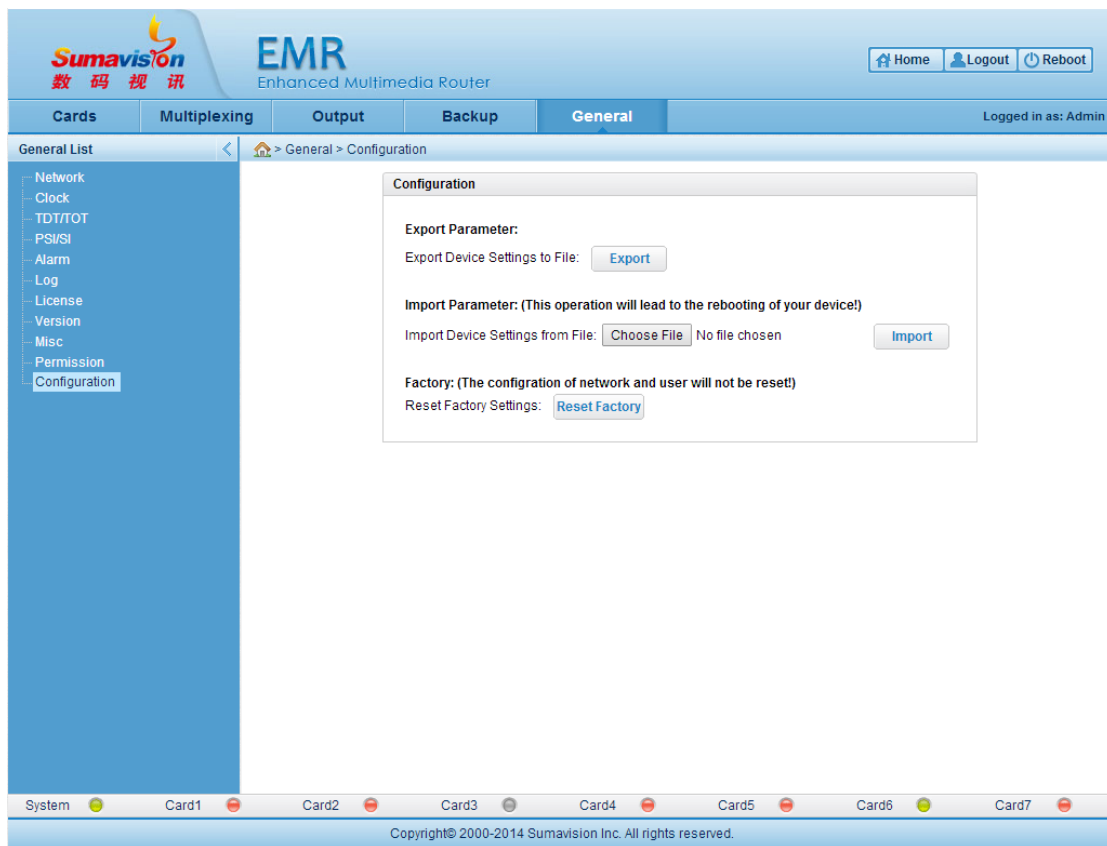 Sumavision
数 码 视 讯
EMR
Enhanced Multimedia Router
Home
Logout
Reboot
Cards
Multiplexing
Output
Backup
General
Logged in as: Admin
General List
> General > Configuration
Network
Clock
TDT/TOT
PSI/SI
Alarm
Log
License
Version
Misc
Permission
Configuration
Configuration
Export Parameter:
Export Device Settings to File: Export
Import Parameter: (This operation will lead to the rebooting of your device!)
Import Device Settings from File: Choose File No file chosen Import
Factory: (The configration of network and user will not be reset!)
Reset Factory Settings: Reset Factory
System Card1 Card2 Card3 Card4 Card5 Card6 Card7
Copyright© 2000-2014 Sumavision Inc. All rights reserved.